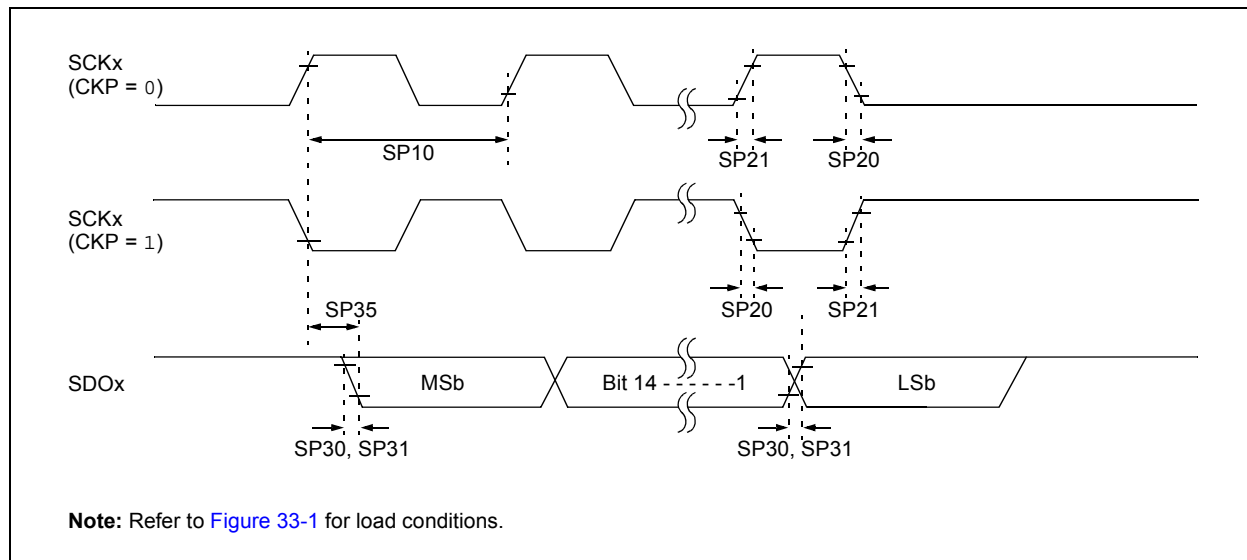 SCKx
(CKP = 0)
SP10
SP21
SP20
SCKx
(CKP = 1)
SP35
SP20
SP21
SDOx
MSb
Bit 14 - - - - - -1
LSb
SP30, SP31
SP30, SP31
Note: Refer to Figure 33-1 for load conditions.